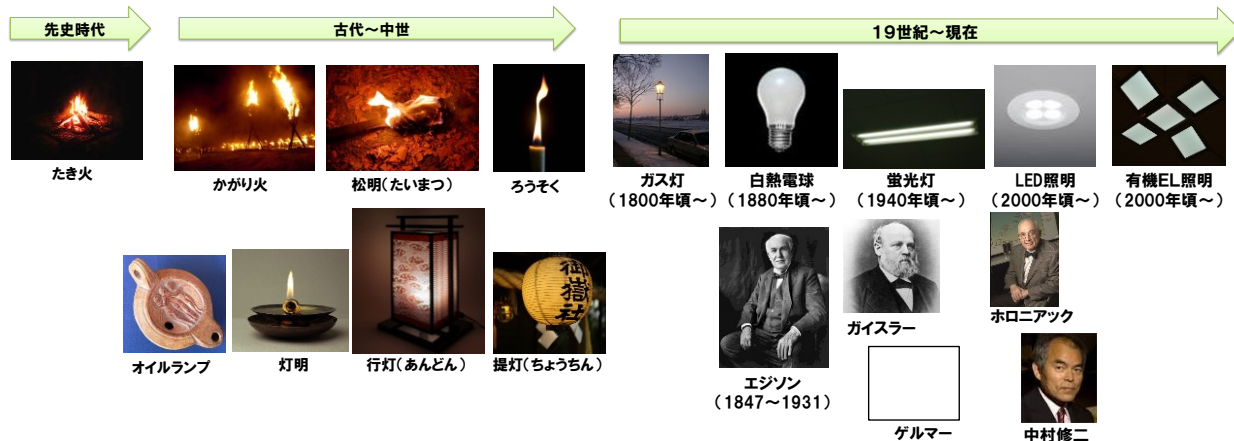 先史時代
古代～中世
19世紀～現在
たき火
かがり火
松明(たいまつ)
ろうそく
ガス灯
(1800年頃～)
白熱電球
(1880年頃～)
蛍光灯
(1940年頃～)
LED照明
(2000年頃～)
有機EL照明
(2000年頃～)
オイルランプ
灯明
行灯(あんどん)
御嶽社
提灯(ちょうちん)
エジソン
(1847～1931)
ガイスラー
ゲルマー
ホロニアック
中村修二